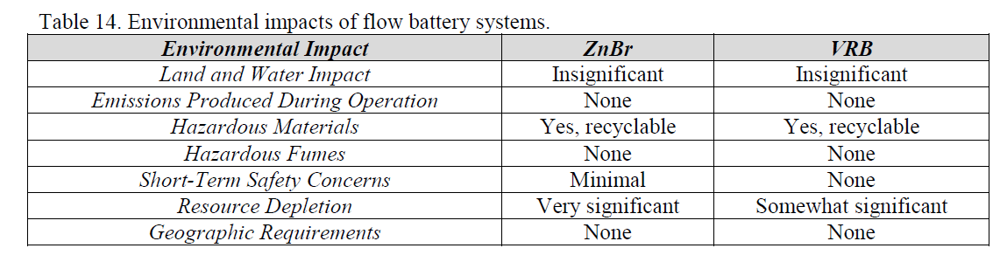 Table 14. Environmental impacts of flow battery systems.
Environmental Impact ZnBr VRB
Land and Water Impact Insignificant Insignificant
Emissions Produced During Operation None None
Hazardous Materials Yes, recyclable Yes, recyclable
Hazardous Fumes None None
Short-Term Safety Concerns Minimal None
Resource Depletion Very significant Somewhat significant
Geographic Requirements None None